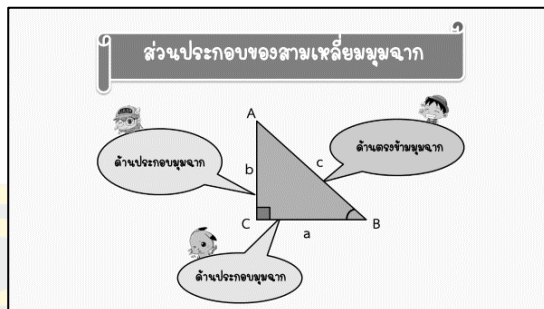 ส่วนประกอบของสามเหลี่ยมมุมฉาก
A
ด้านประกอบมุมฉาก
b
c
ด้านตรงข้ามมุมฉาก
C
a
B
ด้านประกอบมุมฉาก